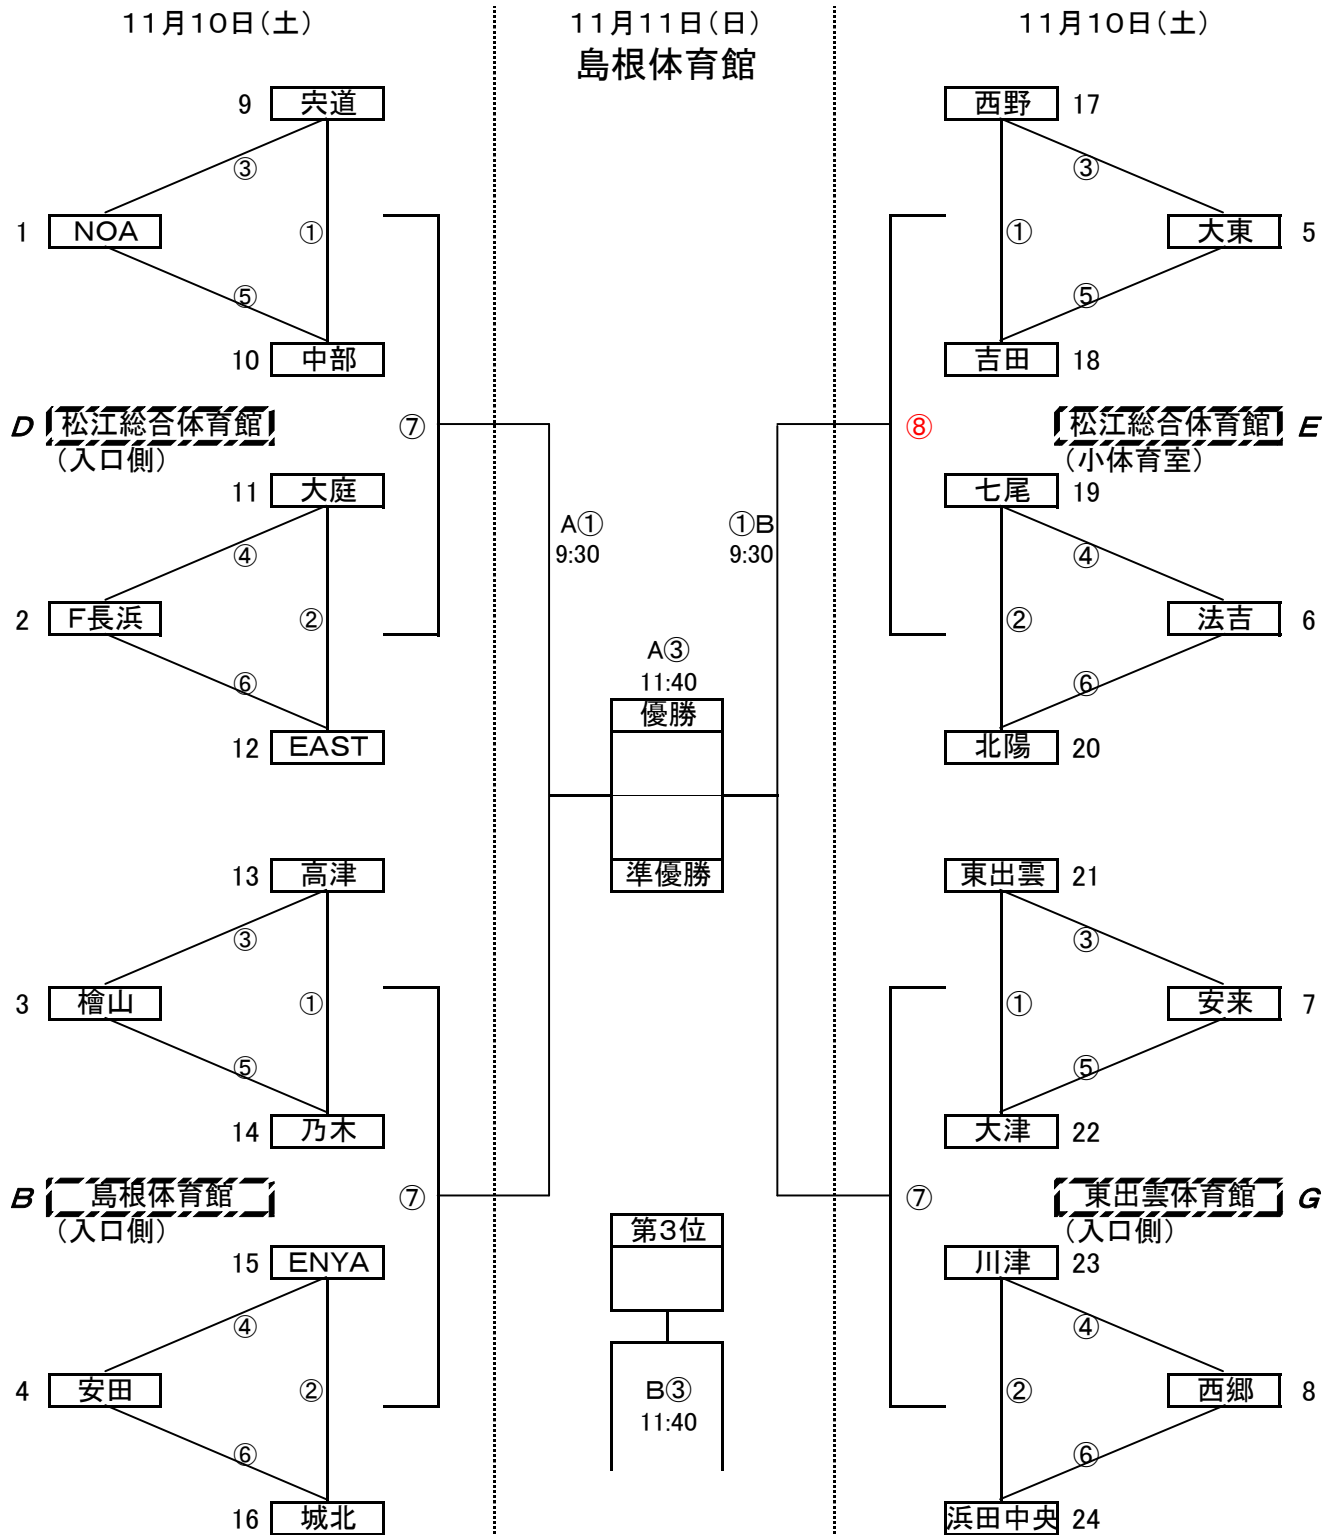 11月10日(土)
11月11日(日)
11月10日(土)
島根体育館
9 宍道
③
1 NOA
①
⑤
10 中部
D 松江総合体育館
(入口側)
⑦
11 大庭
④
2 F長浜
②
⑥
12 EAST
13 高津
③
3 檜山
①
⑤
14 乃木
B 島根体育館
(入口側)
⑦
15 ENYA
④
4 安田
②
⑥
16 城北
A①
9:30
①B
9:30
A③
11:40
優勝
準優勝
第3位
B③
11:40
西野 17
③
①
大東 5
⑤
吉田 18
⑧
松江総合体育館 E
(小体育室)
七尾 19
④
②
法吉 6
⑥
北陽 20
東出雲 21
③
①
安来 7
⑤
大津 22
⑦
東出雲体育館 G
(入口側)
川津 23
④
②
西郷 8
⑥
浜田中央 24